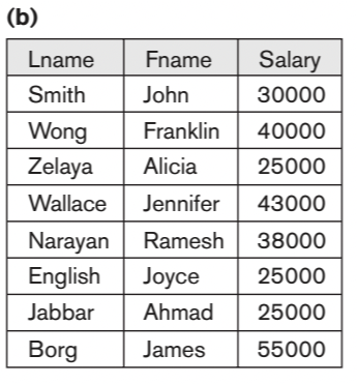 (b)
Lname Fname Salary
Smith John 30000
Wong Franklin 40000
Zelaya Alicia 25000
Wallace Jennifer 43000
Narayan Ramesh 38000
English Joyce 25000
Jabbar Ahmad 25000
Borg James 55000